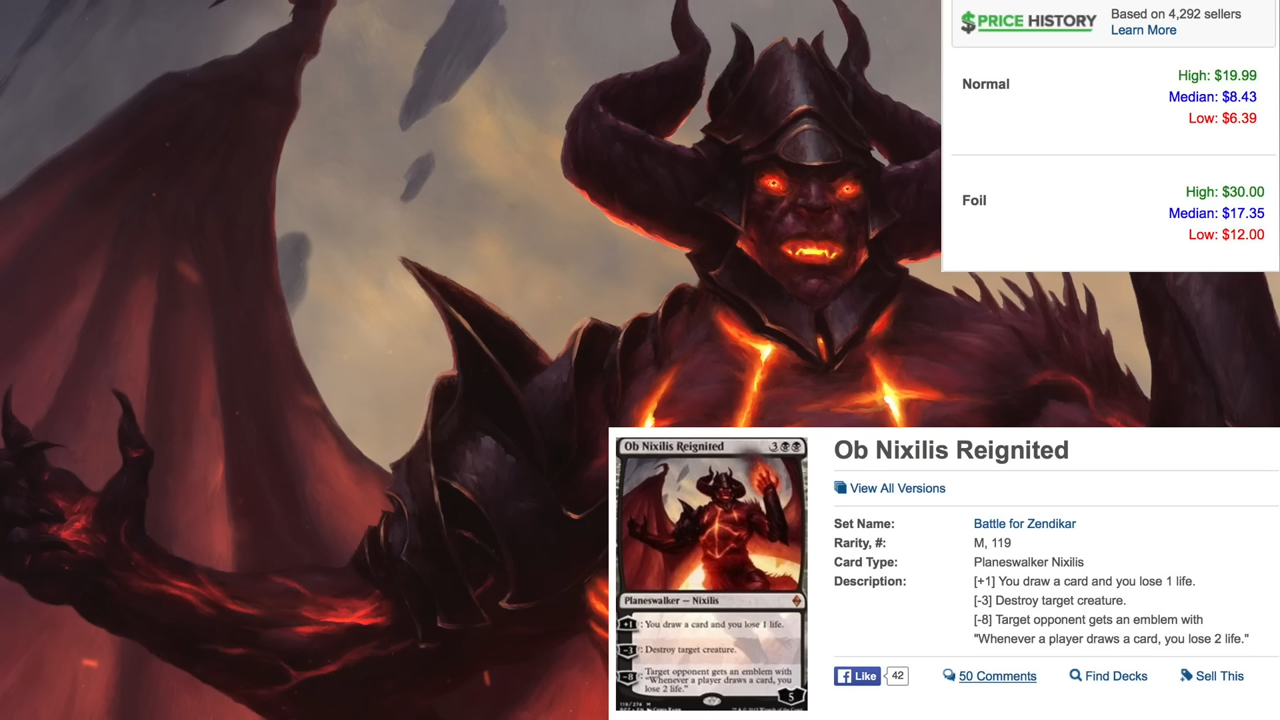 $ PRICE HISTORY
Based on 4,292 sellers
Learn More
Normal
High: $19.99
Median: $8.43
Low: $6.39
Foil
High: $30.00
Median: $17.35
Low: $12.00
Ob Nixilis Reignited 3
Planeswalker — Nixilis
+1: You draw a card and you lose 1 life.
-3: Destroy target creature.
-8: Target opponent gets an emblem with
"Whenever a player draws a card, you
lose 2 life."
5
119/274 M
Ob Nixilis Reignited
View All Versions
Set Name: Battle for Zendikar
Rarity, #: M, 119
Card Type: Planeswalker Nixilis
Description: [+1] You draw a card and you lose 1 life.
[-3] Destroy target creature.
[-8] Target opponent gets an emblem with
"Whenever a player draws a card, you lose 2 life."
f Like 42
50 Comments
Find Decks
Sell This